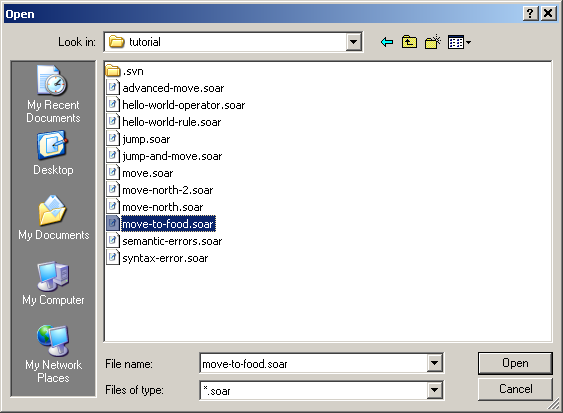 Open
Look in: tutorial
My Recent
Documents
Desktop
My Documents
My Computer
My Network
Places
.svn
advanced-move.soar
hello-world-operator.soar
hello-world-rule.soar
jump.soar
jump-and-move.soar
move.soar
move-north-2.soar
move-north.soar
move-to-food.soar
semantic-errors.soar
syntax-error.soar
File name: move-to-food.soar Open
Files of type: *.soar Cancel